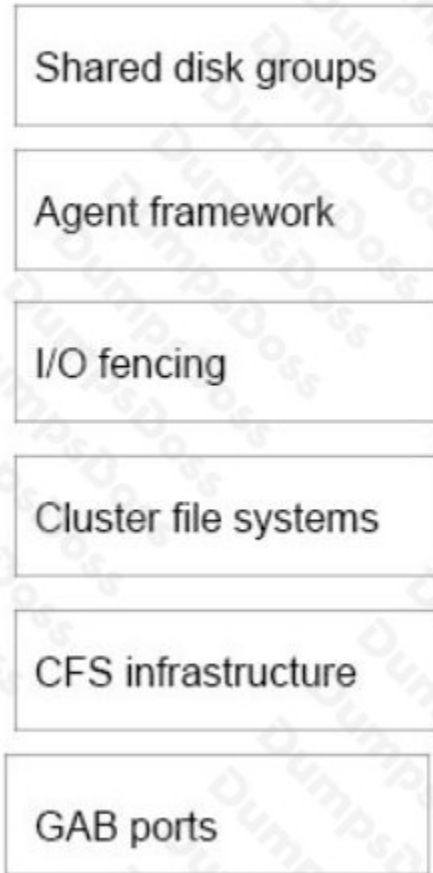 Shared disk groups
Agent framework
I/O fencing
Cluster file systems
CFS infrastructure
GAB ports